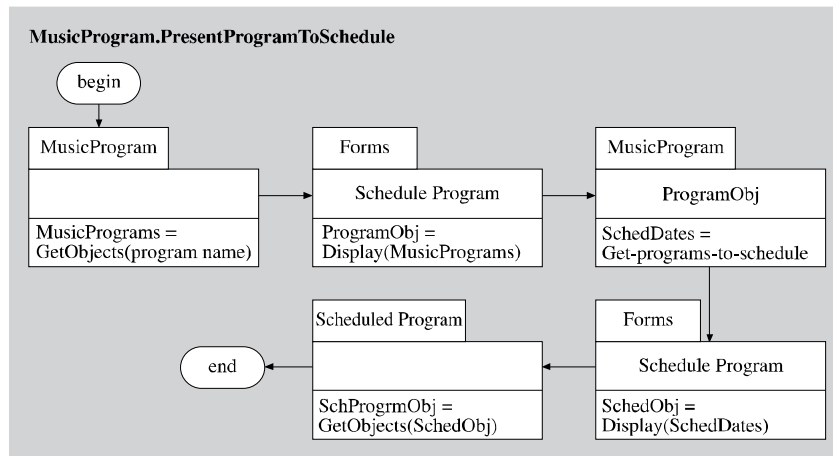 MusicProgram.PresentProgramToSchedule
begin
MusicProgram
MusicPrograms =
GetObjects(program name)
Forms
Schedule Program
ProgramObj =
Display(MusicPrograms)
MusicProgram
ProgramObj
SchedDates =
Get-programs-to-schedule
Forms
Schedule Program
SchedObj =
Display(SchedDates)
Scheduled Program
SchProgrmObj =
GetObjects(SchedObj)
end